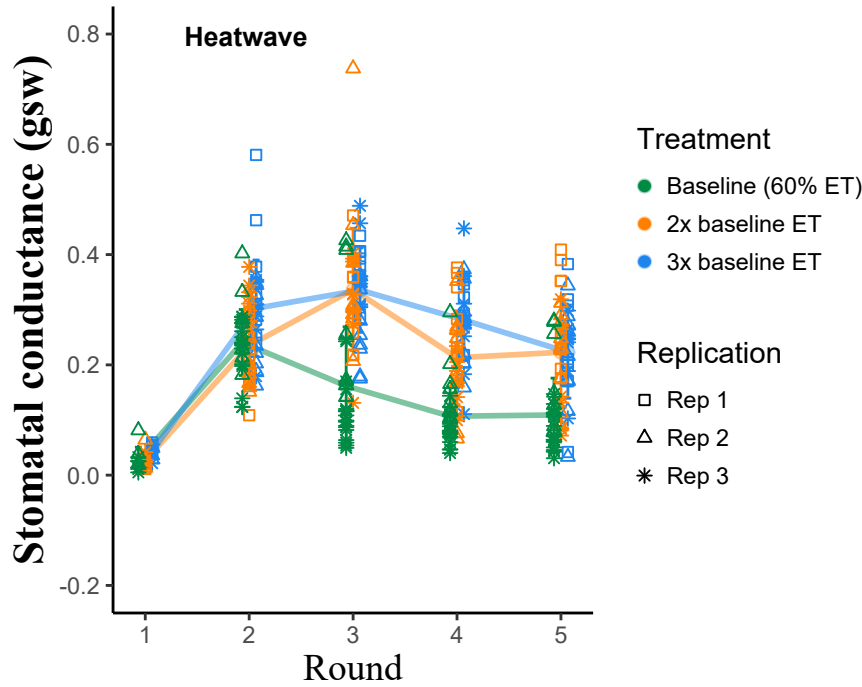 Heatwave
Stomatal conductance (gsw)
0.8
0.6
0.4
0.2
0.0
-0.2
1 2 3 4 5
Round
Treatment
Baseline (60% ET)
2x baseline ET
3x baseline ET
Replication
Rep 1
Rep 2
Rep 3